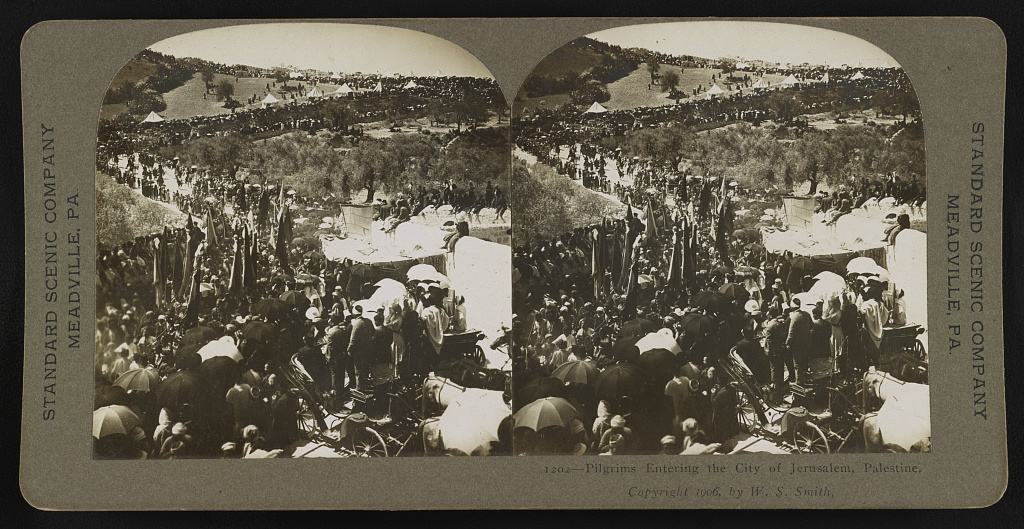 STANDARD SCENIC COMPANY
MEADVILLE, PA
STANDARD SCENIC COMPANY
MEADVILLE, PA.
1202—Pilgrims Entering the City of Jerusalem, Palestine,
Copyright 1906, by W. S. Smith,